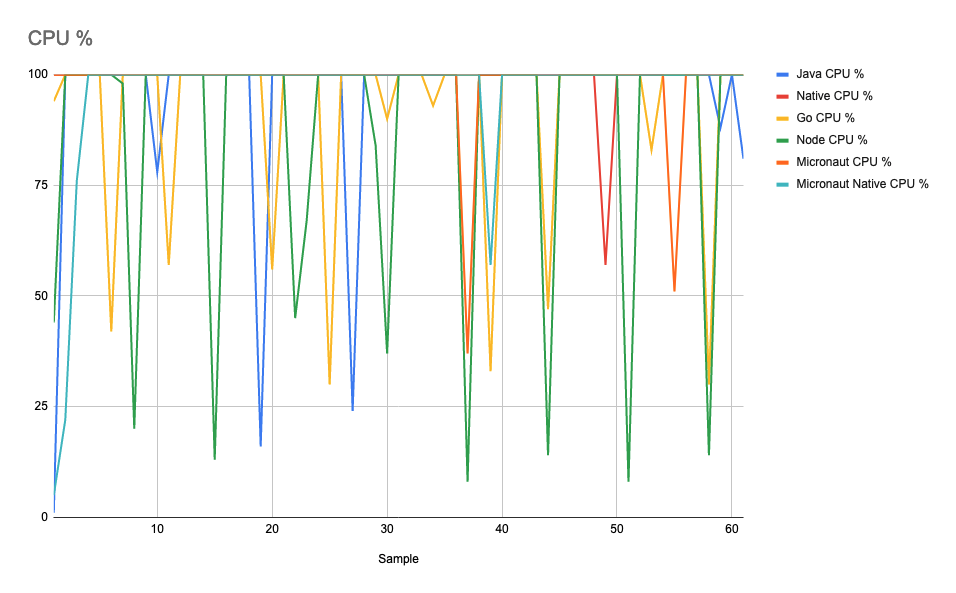 CPU %
100
75
50
25
0
10
20
30
40
50
60
Sample
Java CPU %
Native CPU %
Go CPU %
Node CPU %
Micronaut CPU %
Micronaut Native CPU %